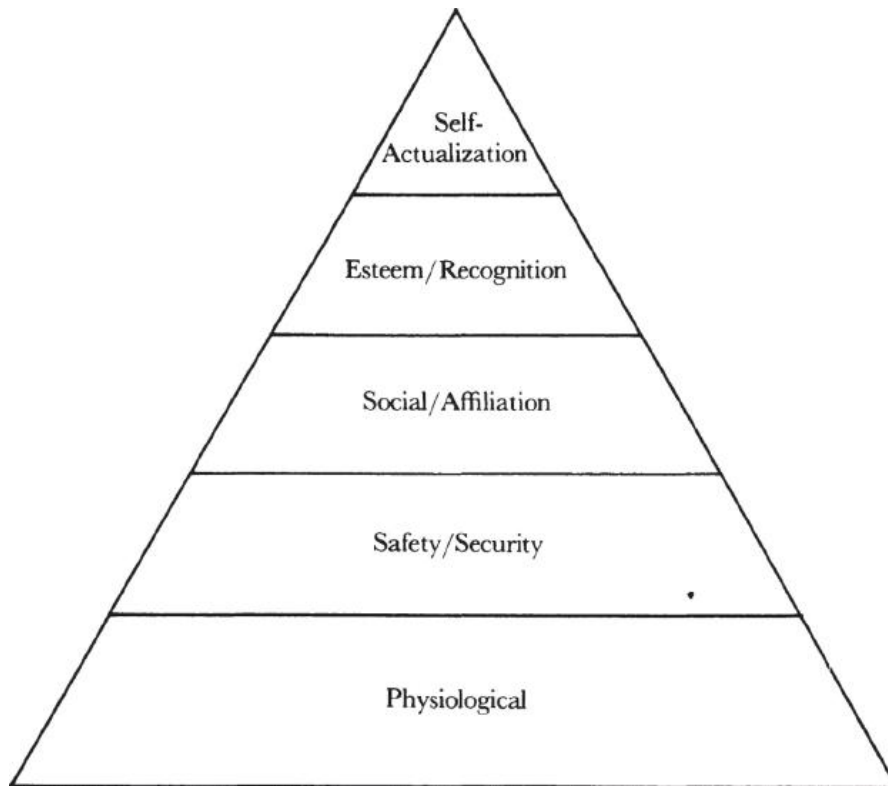 Self-
Actualization
Esteem/Recognition
Social/Affiliation
Safety/Security
Physiological